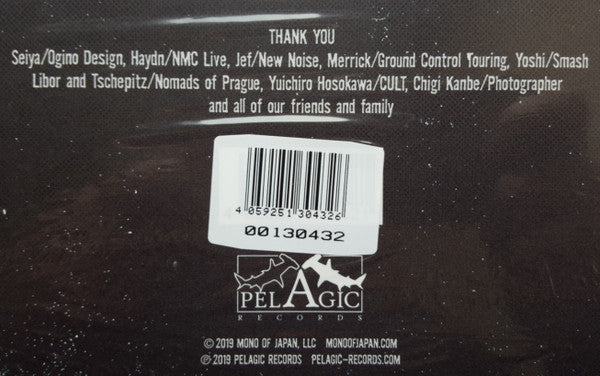 THANK YOU
Seiya/Ogino Design, Haydn/NMC Live, Jef/New Noise, Merrick/Ground Control Touring, Yoshi/Smash
Libor and Tschepitz/Nomads of Prague, Yuichiro Hosokawa/CULT, Chigi Kanbe/Photographer
and all of our friends and family
4 059251 304326
00130432
PELAGIC
RECORDS
© 2019 MONO OF JAPAN, LLC MONOOFJAPAN.COM
℗ 2019 PELAGIC RECORDS PELAGIC-RECORDS.COM